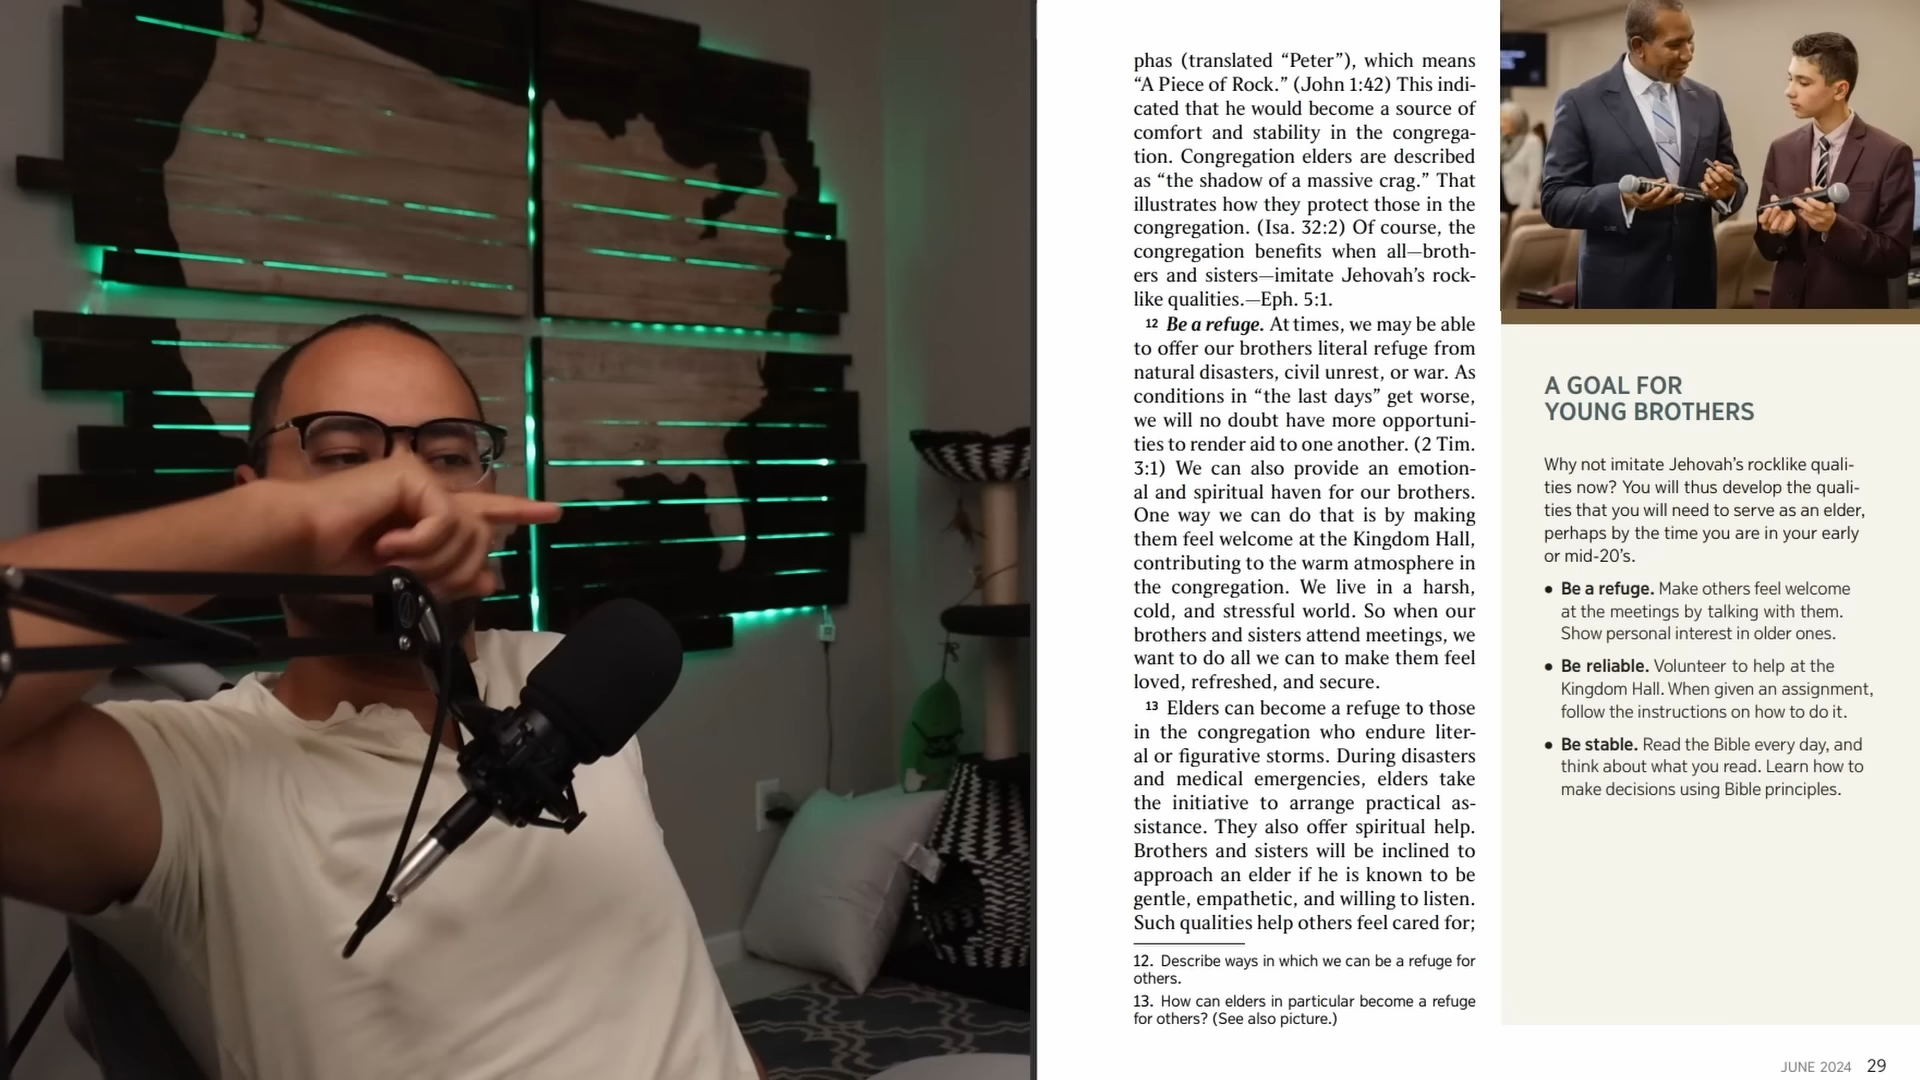 phas (translated “Peter”), which means
“A Piece of Rock.” (John 1:42) This indi-
cated that he would become a source of
comfort and stability in the congrega-
tion. Congregation elders are described
as “the shadow of a massive crag.” That
illustrates how they protect those in the
congregation. (Isa. 32:2) Of course, the
congregation benefits when all—broth-
ers and sisters—imitate Jehovah’s rock-
like qualities.—Eph. 5:1.
12 Be a refuge. At times, we may be able
to offer our brothers literal refuge from
natural disasters, civil unrest, or war. As
conditions in “the last days” get worse,
we will no doubt have more opportuni-
ties to render aid to one another. (2 Tim.
3:1) We can also provide an emotion-
al and spiritual haven for our brothers.
One way we can do that is by making
them feel welcome at the Kingdom Hall,
contributing to the warm atmosphere in
the congregation. We live in a harsh,
cold, and stressful world. So when our
brothers and sisters attend meetings, we
want to do all we can to make them feel
loved, refreshed, and secure.
13 Elders can become a refuge to those
in the congregation who endure liter-
al or figurative storms. During disasters
and medical emergencies, elders take
the initiative to arrange practical as-
sistance. They also offer spiritual help.
Brothers and sisters will be inclined to
approach an elder if he is known to be
gentle, empathetic, and willing to listen.
Such qualities help others feel cared for;
12. Describe ways in which we can be a refuge for
others.
13. How can elders in particular become a refuge
for others? (See also picture.)
A GOAL FOR
YOUNG BROTHERS
Why not imitate Jehovah’s rocklike quali-
ties now? You will thus develop the quali-
ties that you will need to serve as an elder,
perhaps by the time you are in your early
or mid-20’s.
• Be a refuge. Make others feel welcome
at the meetings by talking with them.
Show personal interest in older ones.
• Be reliable. Volunteer to help at the
Kingdom Hall. When given an assignment,
follow the instructions on how to do it.
• Be stable. Read the Bible every day, and
think about what you read. Learn how to
make decisions using Bible principles.
JUNE 2024 29